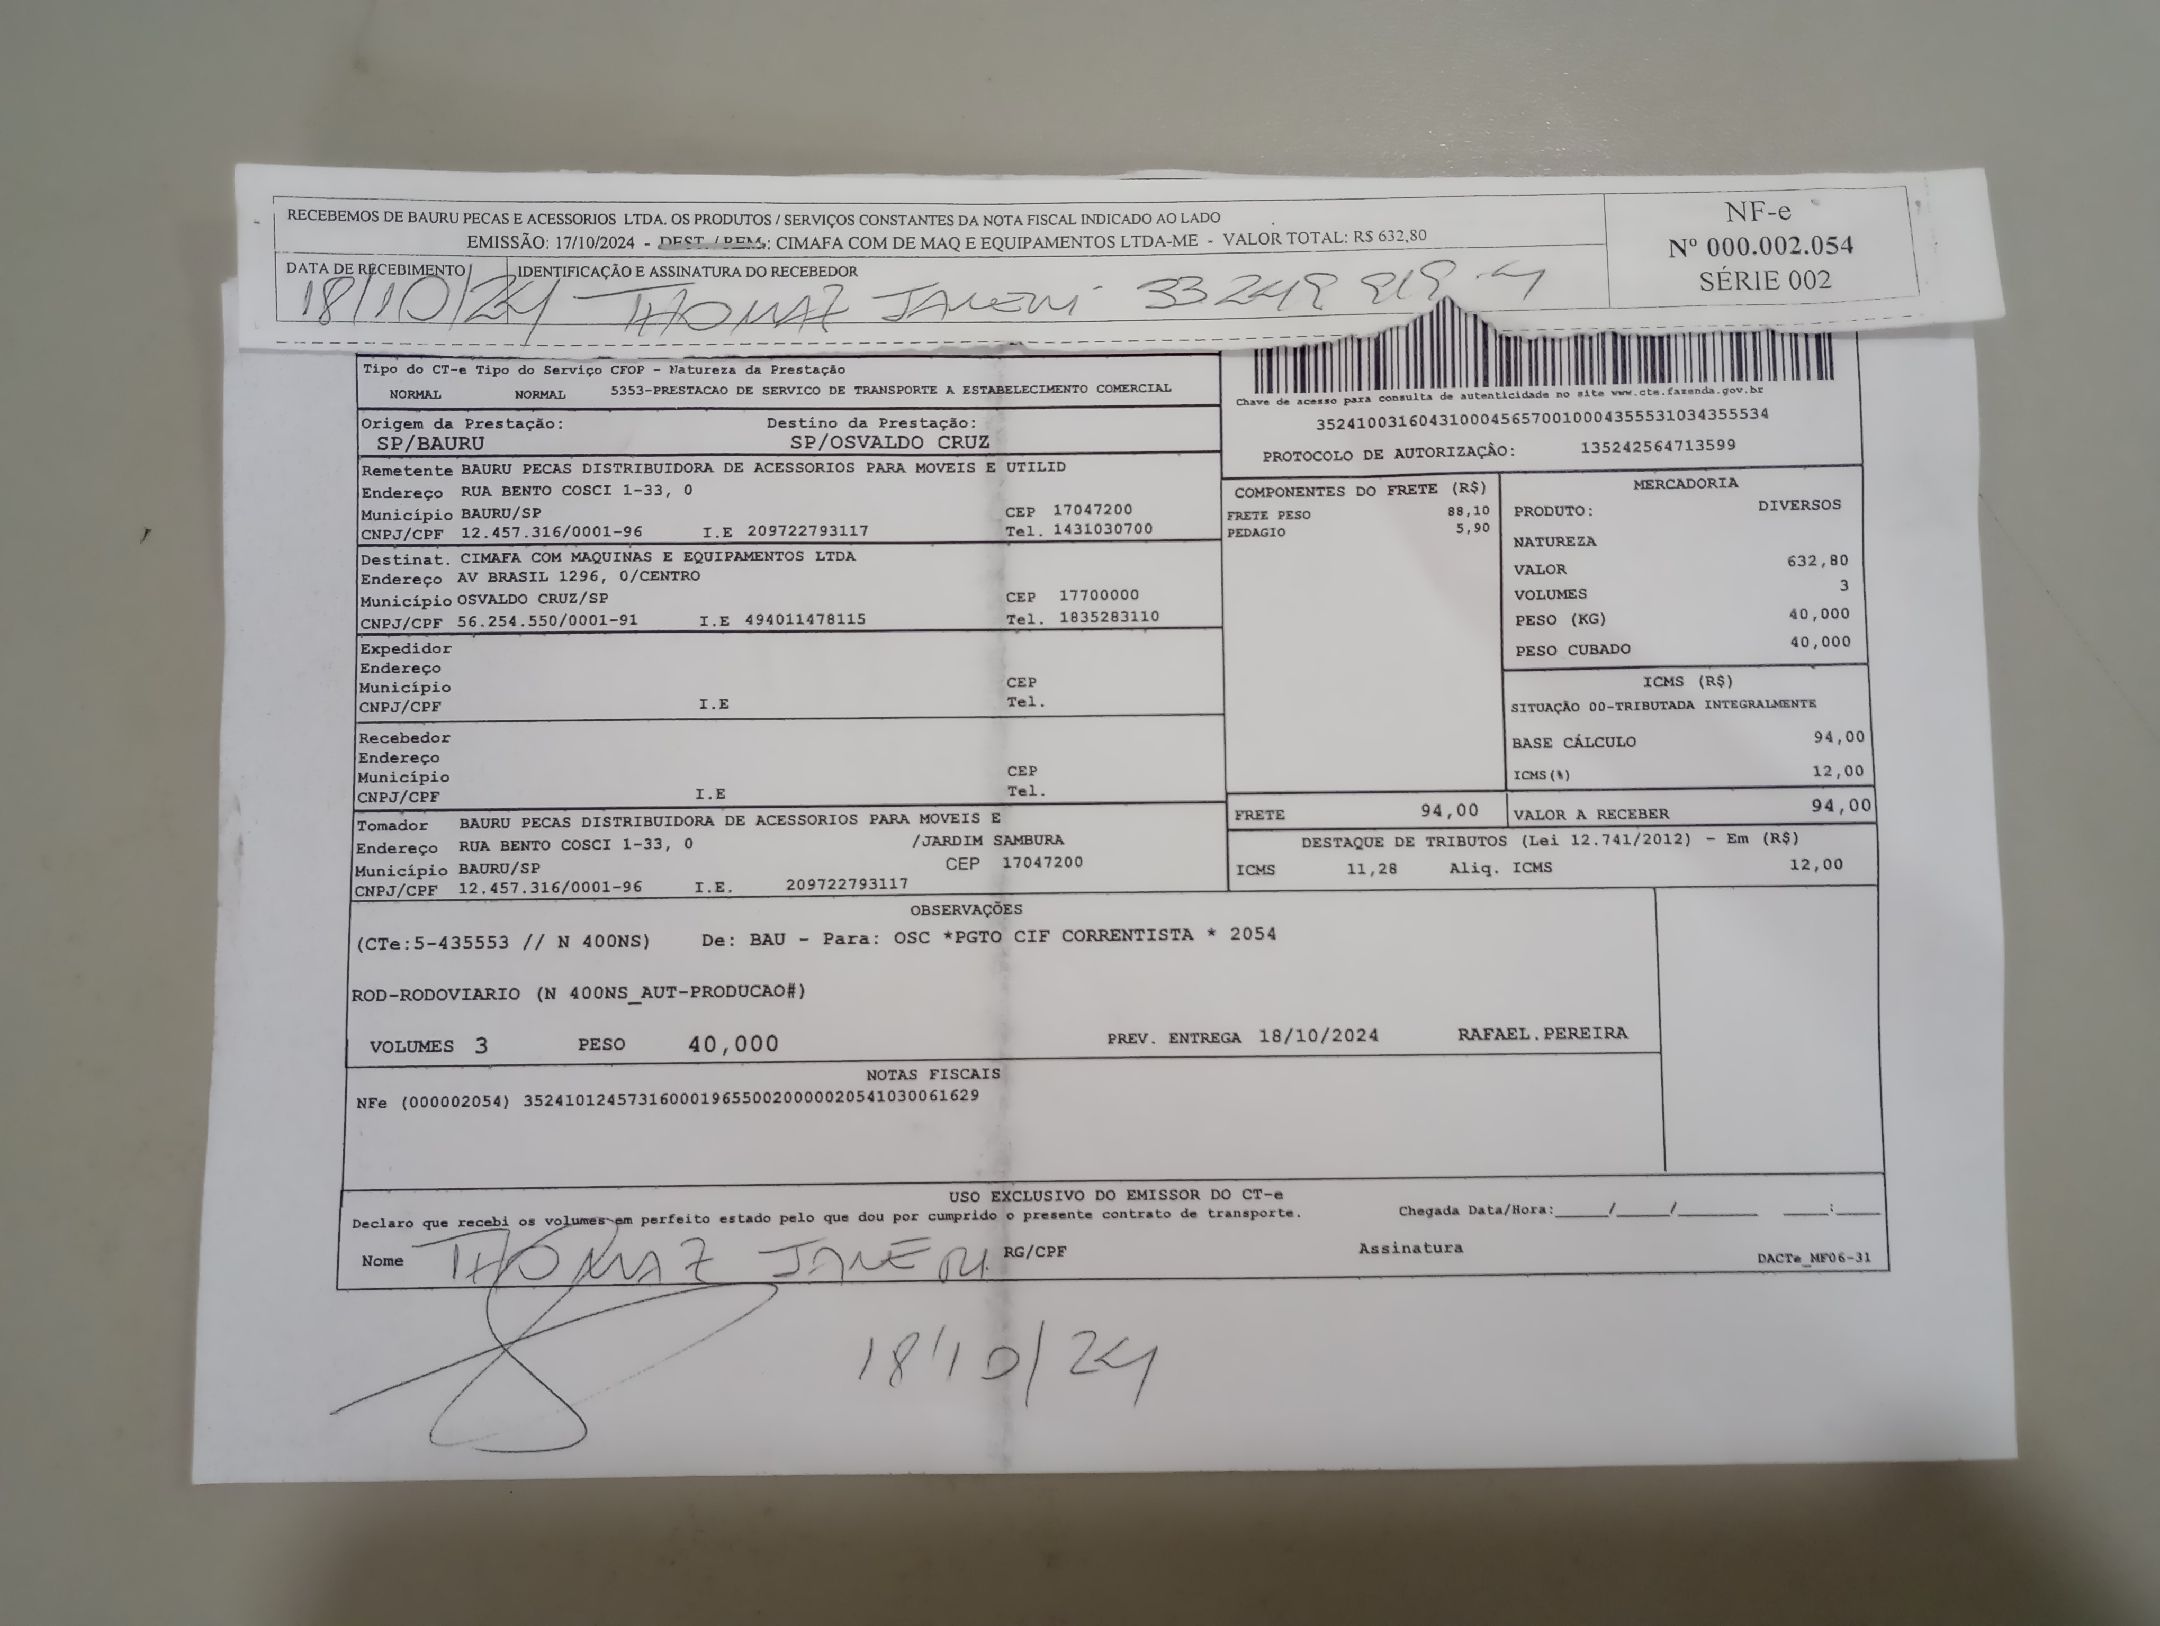 RECEBEMOS DE BAURU PECAS E ACESSORIOS LTDA. OS PRODUTOS / SERVIÇOS CONSTANTES DA NOTA FISCAL INDICADO AO LADO
EMISSÃO: 17/10/2024 - DEST. / REM.: CIMAFA COM DE MAQ E EQUIPAMENTOS LTDA-ME - VALOR TOTAL: R$ 632,80
NF-e
Nº 000.002.054
SÉRIE 002
DATA DE RECEBIMENTO
18/10/24
IDENTIFICAÇÃO E ASSINATURA DO RECEBEDOR
THOMAZ JANERI 33 249
Tipo do CT-e Tipo do Serviço CFOP - Natureza da Prestação
NORMAL NORMAL 5353-PRESTACAO DE SERVICO DE TRANSPORTE A ESTABELECIMENTO COMERCIAL
Chave de acesso para consulta de autenticidade no site www.cte.fazenda.gov.br
35241003160431000456570010004355531034355534
PROTOCOLO DE AUTORIZAÇÃO: 135242564713599
Origem da Prestação: Destino da Prestação:
SP/BAURU SP/OSVALDO CRUZ
Remetente BAURU PECAS DISTRIBUIDORA DE ACESSORIOS PARA MOVEIS E UTILID
Endereço RUA BENTO COSCI 1-33, 0
Município BAURU/SP CEP 17047200
CNPJ/CPF 12.457.316/0001-96 I.E 209722793117 Tel. 1431030700
Destinat. CIMAFA COM MAQUINAS E EQUIPAMENTOS LTDA
Endereço AV BRASIL 1296, 0/CENTRO
Município OSVALDO CRUZ/SP CEP 17700000
CNPJ/CPF 56.254.550/0001-91 I.E 494011478115 Tel. 1835283110
Expedidor
Endereço
Município CEP
CNPJ/CPF I.E Tel.
Recebedor
Endereço
Município CEP
CNPJ/CPF I.E Tel.
Tomador BAURU PECAS DISTRIBUIDORA DE ACESSORIOS PARA MOVEIS E
Endereço RUA BENTO COSCI 1-33, 0 /JARDIM SAMBURA
Município BAURU/SP CEP 17047200
CNPJ/CPF 12.457.316/0001-96 I.E. 209722793117
COMPONENTES DO FRETE (R$)
FRETE PESO 88,10
PEDAGIO 5,90
MERCADORIA
PRODUTO: DIVERSOS
NATUREZA
VALOR 632,80
VOLUMES 3
PESO (KG) 40,000
PESO CUBADO 40,000
ICMS (R$)
SITUAÇÃO 00-TRIBUTADA INTEGRALMENTE
BASE CÁLCULO 94,00
ICMS(%) 12,00
FRETE 94,00 VALOR A RECEBER 94,00
DESTAQUE DE TRIBUTOS (Lei 12.741/2012) - Em (R$)
ICMS 11,28 Aliq. ICMS 12,00
OBSERVAÇÕES
(CTe:5-435553 // N 400NS) De: BAU - Para: OSC *PGTO CIF CORRENTISTA * 2054
ROD-RODOVIARIO (N 400NS_AUT-PRODUCAO#)
VOLUMES 3 PESO 40,000 PREV. ENTREGA 18/10/2024 RAFAEL.PEREIRA
NOTAS FISCAIS
NFe (000002054) 35241012457316000196550020000020541030061629
USO EXCLUSIVO DO EMISSOR DO CT-e
Declaro que recebi os volumes em perfeito estado pelo que dou por cumprido o presente contrato de transporte. Chegada Data/Hora:_____/_____/_______ ____:____
Nome THOMAZ JANERI RG/CPF Assinatura DACTe_MF06-31
18/10/24